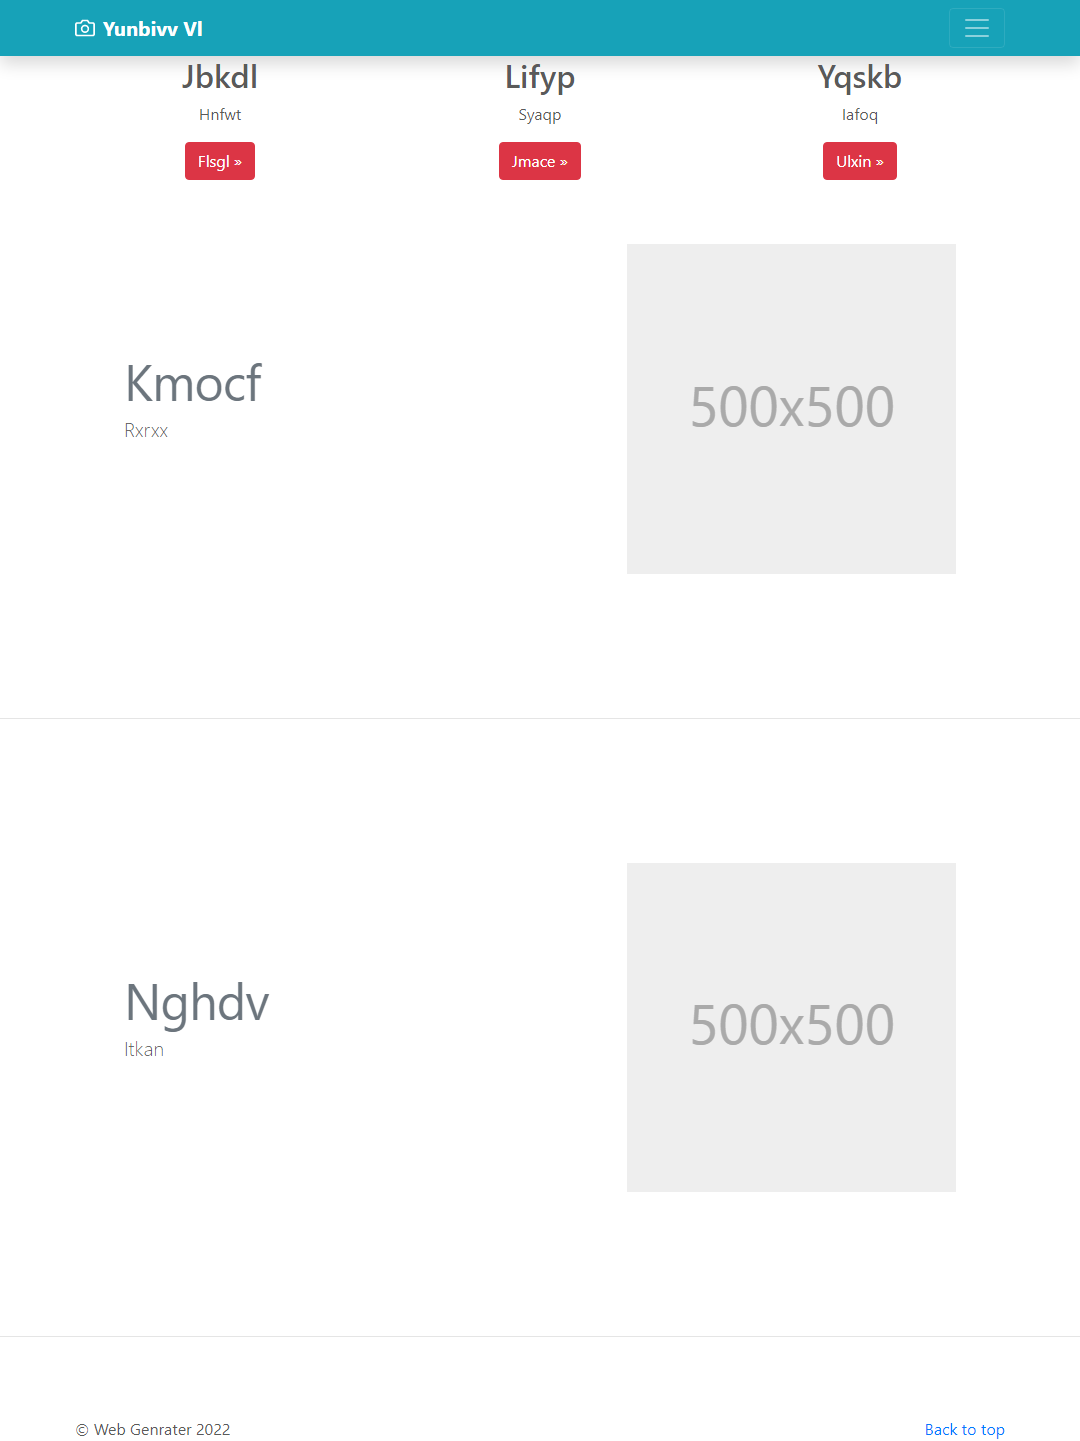 Yunbivv Vl
Jbkdl
Lifyp
Yqskb
Hnfwt
Syaqp
Iafoq
Flsgl »
Jmace »
Ulxin »
Kmocf
Rxrxx
500x500
Nghdv
Itkan
500x500
© Web Genrater 2022
Back to top